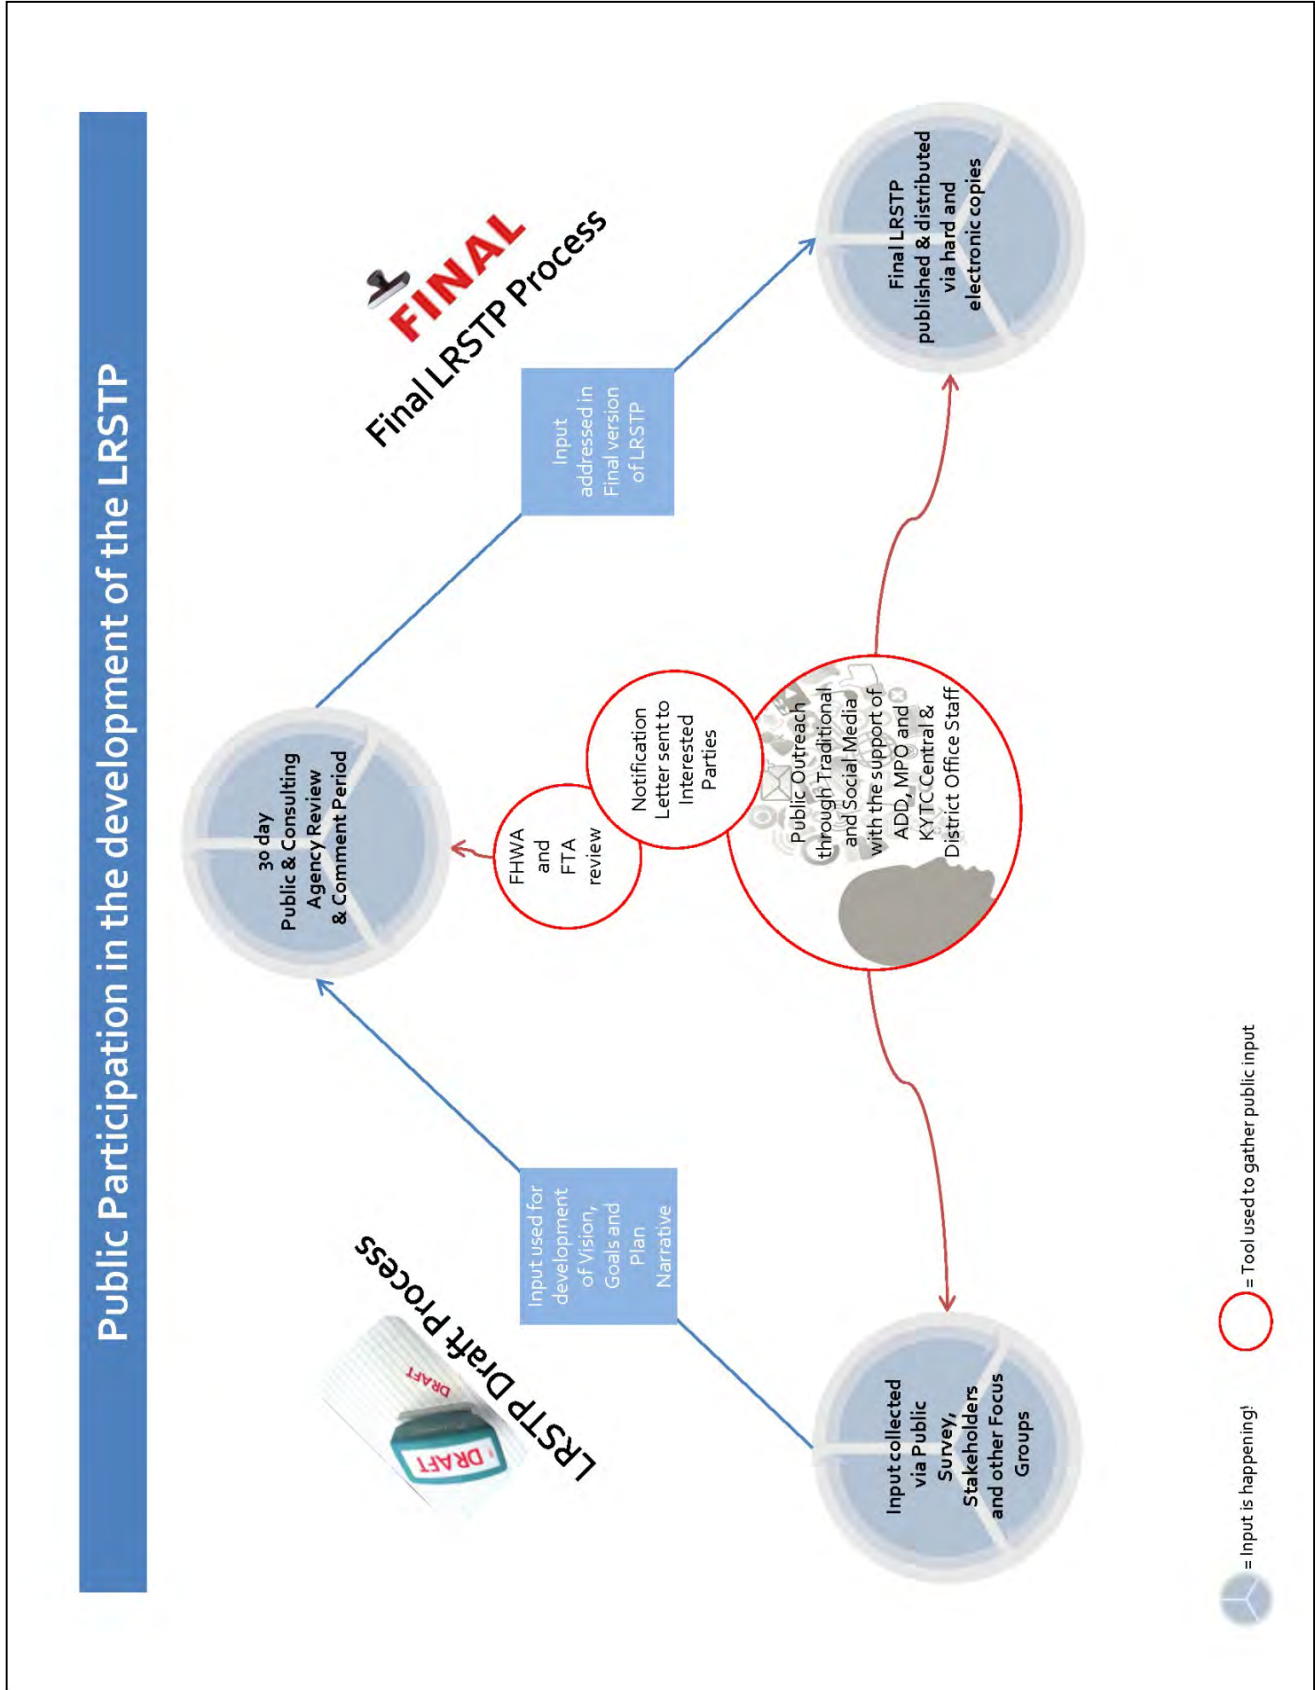 Public Participation in the development of the LRSTP
DRAFT
DRAFT
LRSTP Draft Process
FINAL
Final LRSTP Process
30 day
Public & Consulting
Agency Review
& Comment Period
Input used for
development
of Vision,
Goals and
Plan
Narrative
FHWA
and
FTA
review
Notification
Letter sent to
Interested
Parties
Input
addressed in
Final version
of LRSTP
Input collected
via Public
Survey,
Stakeholders
and other Focus
Groups
Public Outreach
through Traditional
and Social Media
with the support of
ADD, MPO and
KYTC Central &
District Office Staff
Final LRSTP
published & distributed
via hard and
electronic copies
= Input is happening!
= Tool used to gather public input